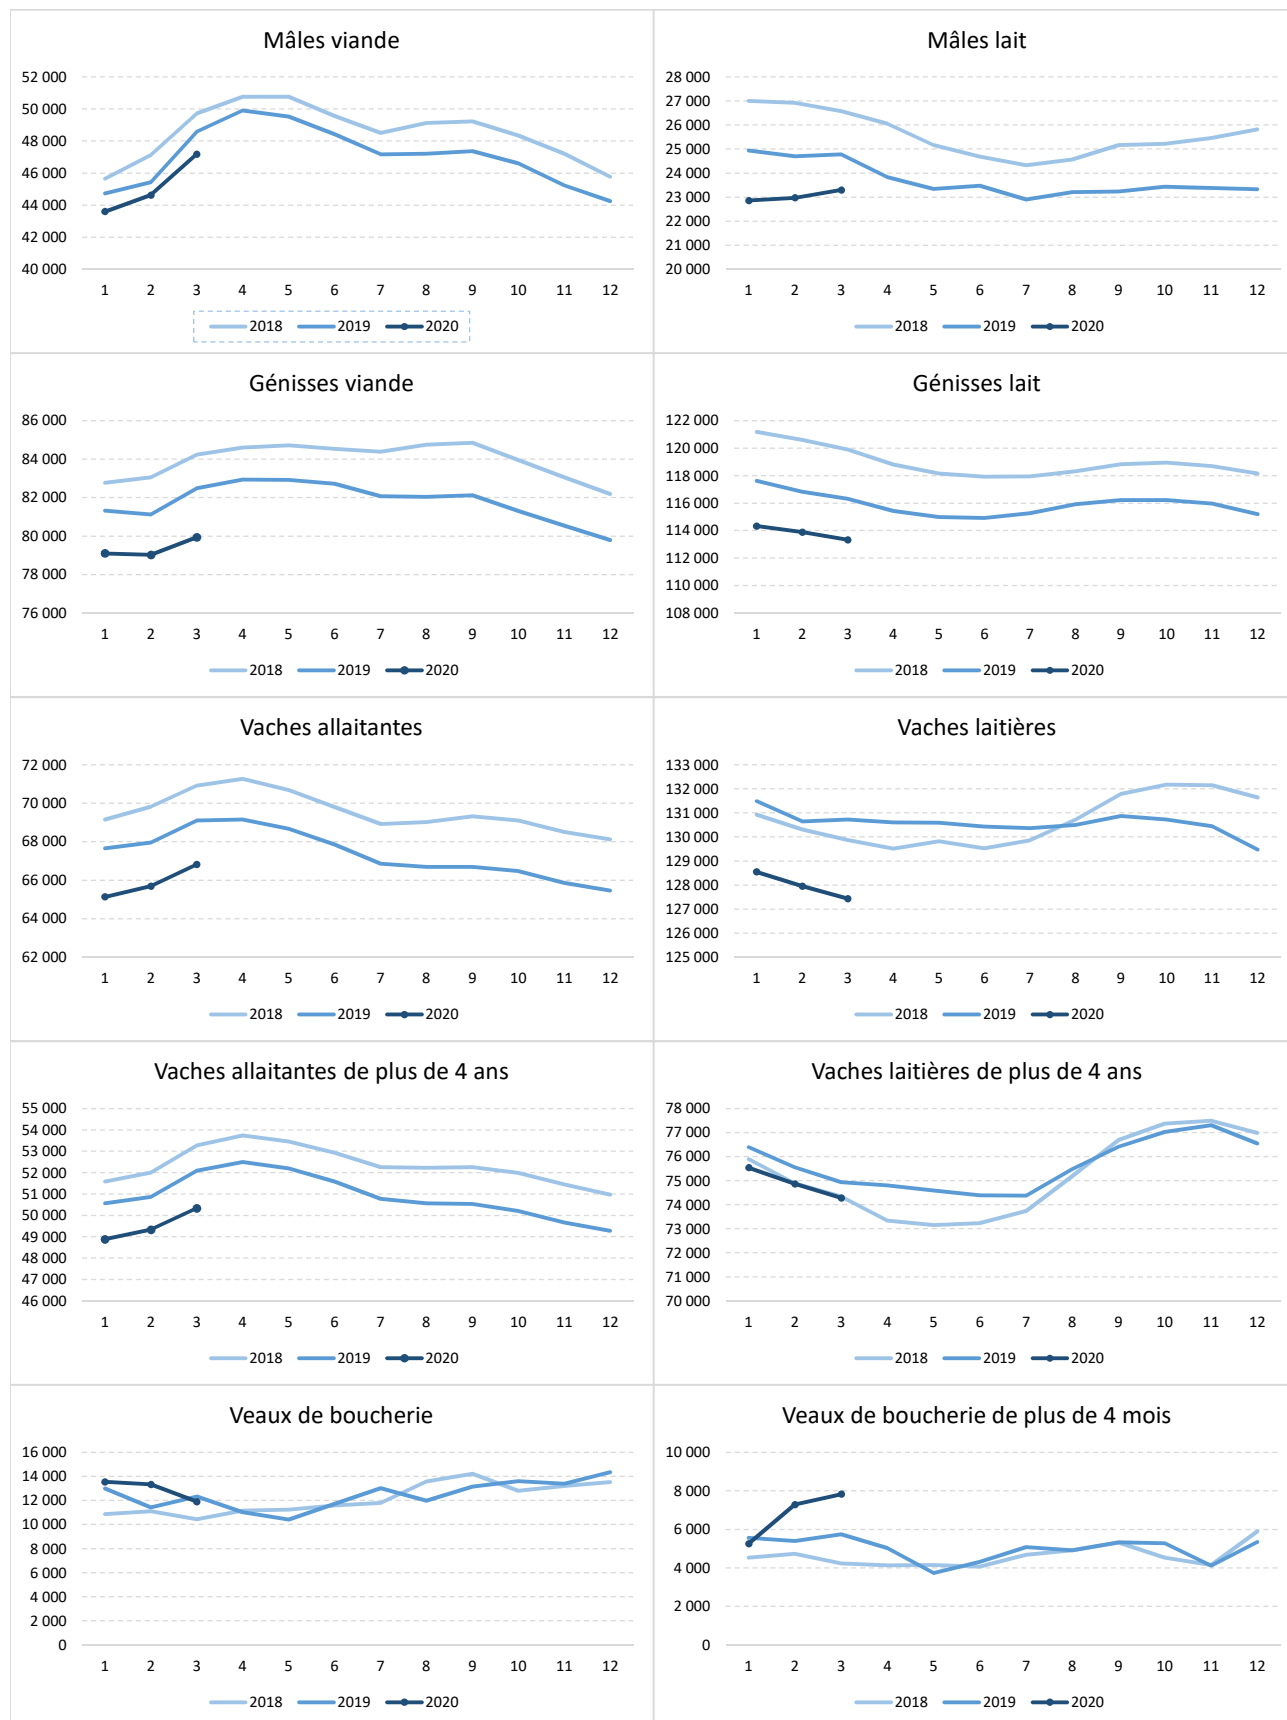 Mâles viande
52 000
50 000
48 000
46 000
44 000
42 000
40 000
1 2 3 4 5 6 7 8 9 10 11 12
2018 2019 2020
Mâles lait
28 000
27 000
26 000
25 000
24 000
23 000
22 000
21 000
20 000
1 2 3 4 5 6 7 8 9 10 11 12
2018 2019 2020
Génisses viande
86 000
84 000
82 000
80 000
78 000
76 000
1 2 3 4 5 6 7 8 9 10 11 12
2018 2019 2020
Génisses lait
122 000
120 000
118 000
116 000
114 000
112 000
110 000
108 000
1 2 3 4 5 6 7 8 9 10 11 12
2018 2019 2020
Vaches allaitantes
72 000
70 000
68 000
66 000
64 000
62 000
1 2 3 4 5 6 7 8 9 10 11 12
2018 2019 2020
Vaches laitières
133 000
132 000
131 000
130 000
129 000
128 000
127 000
126 000
125 000
1 2 3 4 5 6 7 8 9 10 11 12
2018 2019 2020
Vaches allaitantes de plus de 4 ans
55 000
54 000
53 000
52 000
51 000
50 000
49 000
48 000
47 000
46 000
1 2 3 4 5 6 7 8 9 10 11 12
2018 2019 2020
Vaches laitières de plus de 4 ans
78 000
77 000
76 000
75 000
74 000
73 000
72 000
71 000
70 000
1 2 3 4 5 6 7 8 9 10 11 12
2018 2019 2020
Veaux de boucherie
16 000
14 000
12 000
10 000
8 000
6 000
4 000
2 000
0
1 2 3 4 5 6 7 8 9 10 11 12
2018 2019 2020
Veaux de boucherie de plus de 4 mois
10 000
8 000
6 000
4 000
2 000
0
1 2 3 4 5 6 7 8 9 10 11 12
2018 2019 2020